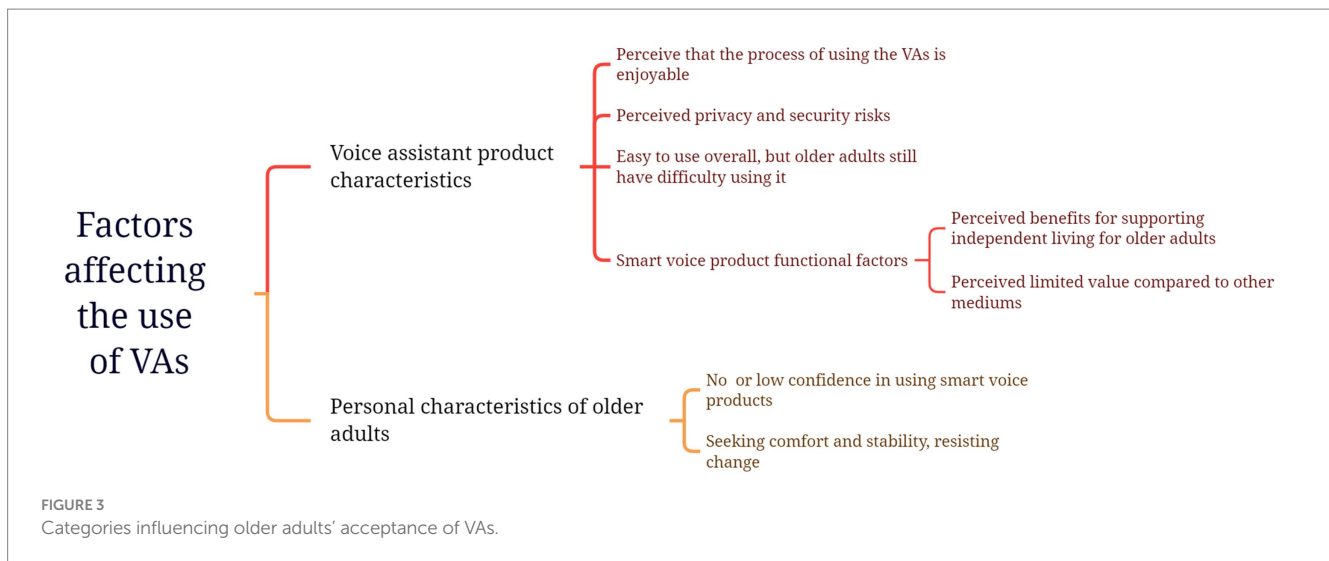 Factors
affecting
the use
of VAs
Voice assistant product
characteristics
Perceive that the process of using the VAs is
enjoyable
Perceived privacy and security risks
Easy to use overall, but older adults still
have difficulty using it
Smart voice product functional factors
Perceived benefits for supporting
independent living for older adults
Perceived limited value compared to other
mediums
Personal characteristics of older
adults
No or low confidence in using smart voice
products
Seeking comfort and stability, resisting
change
FIGURE 3
Categories influencing older adults’ acceptance of VAs.